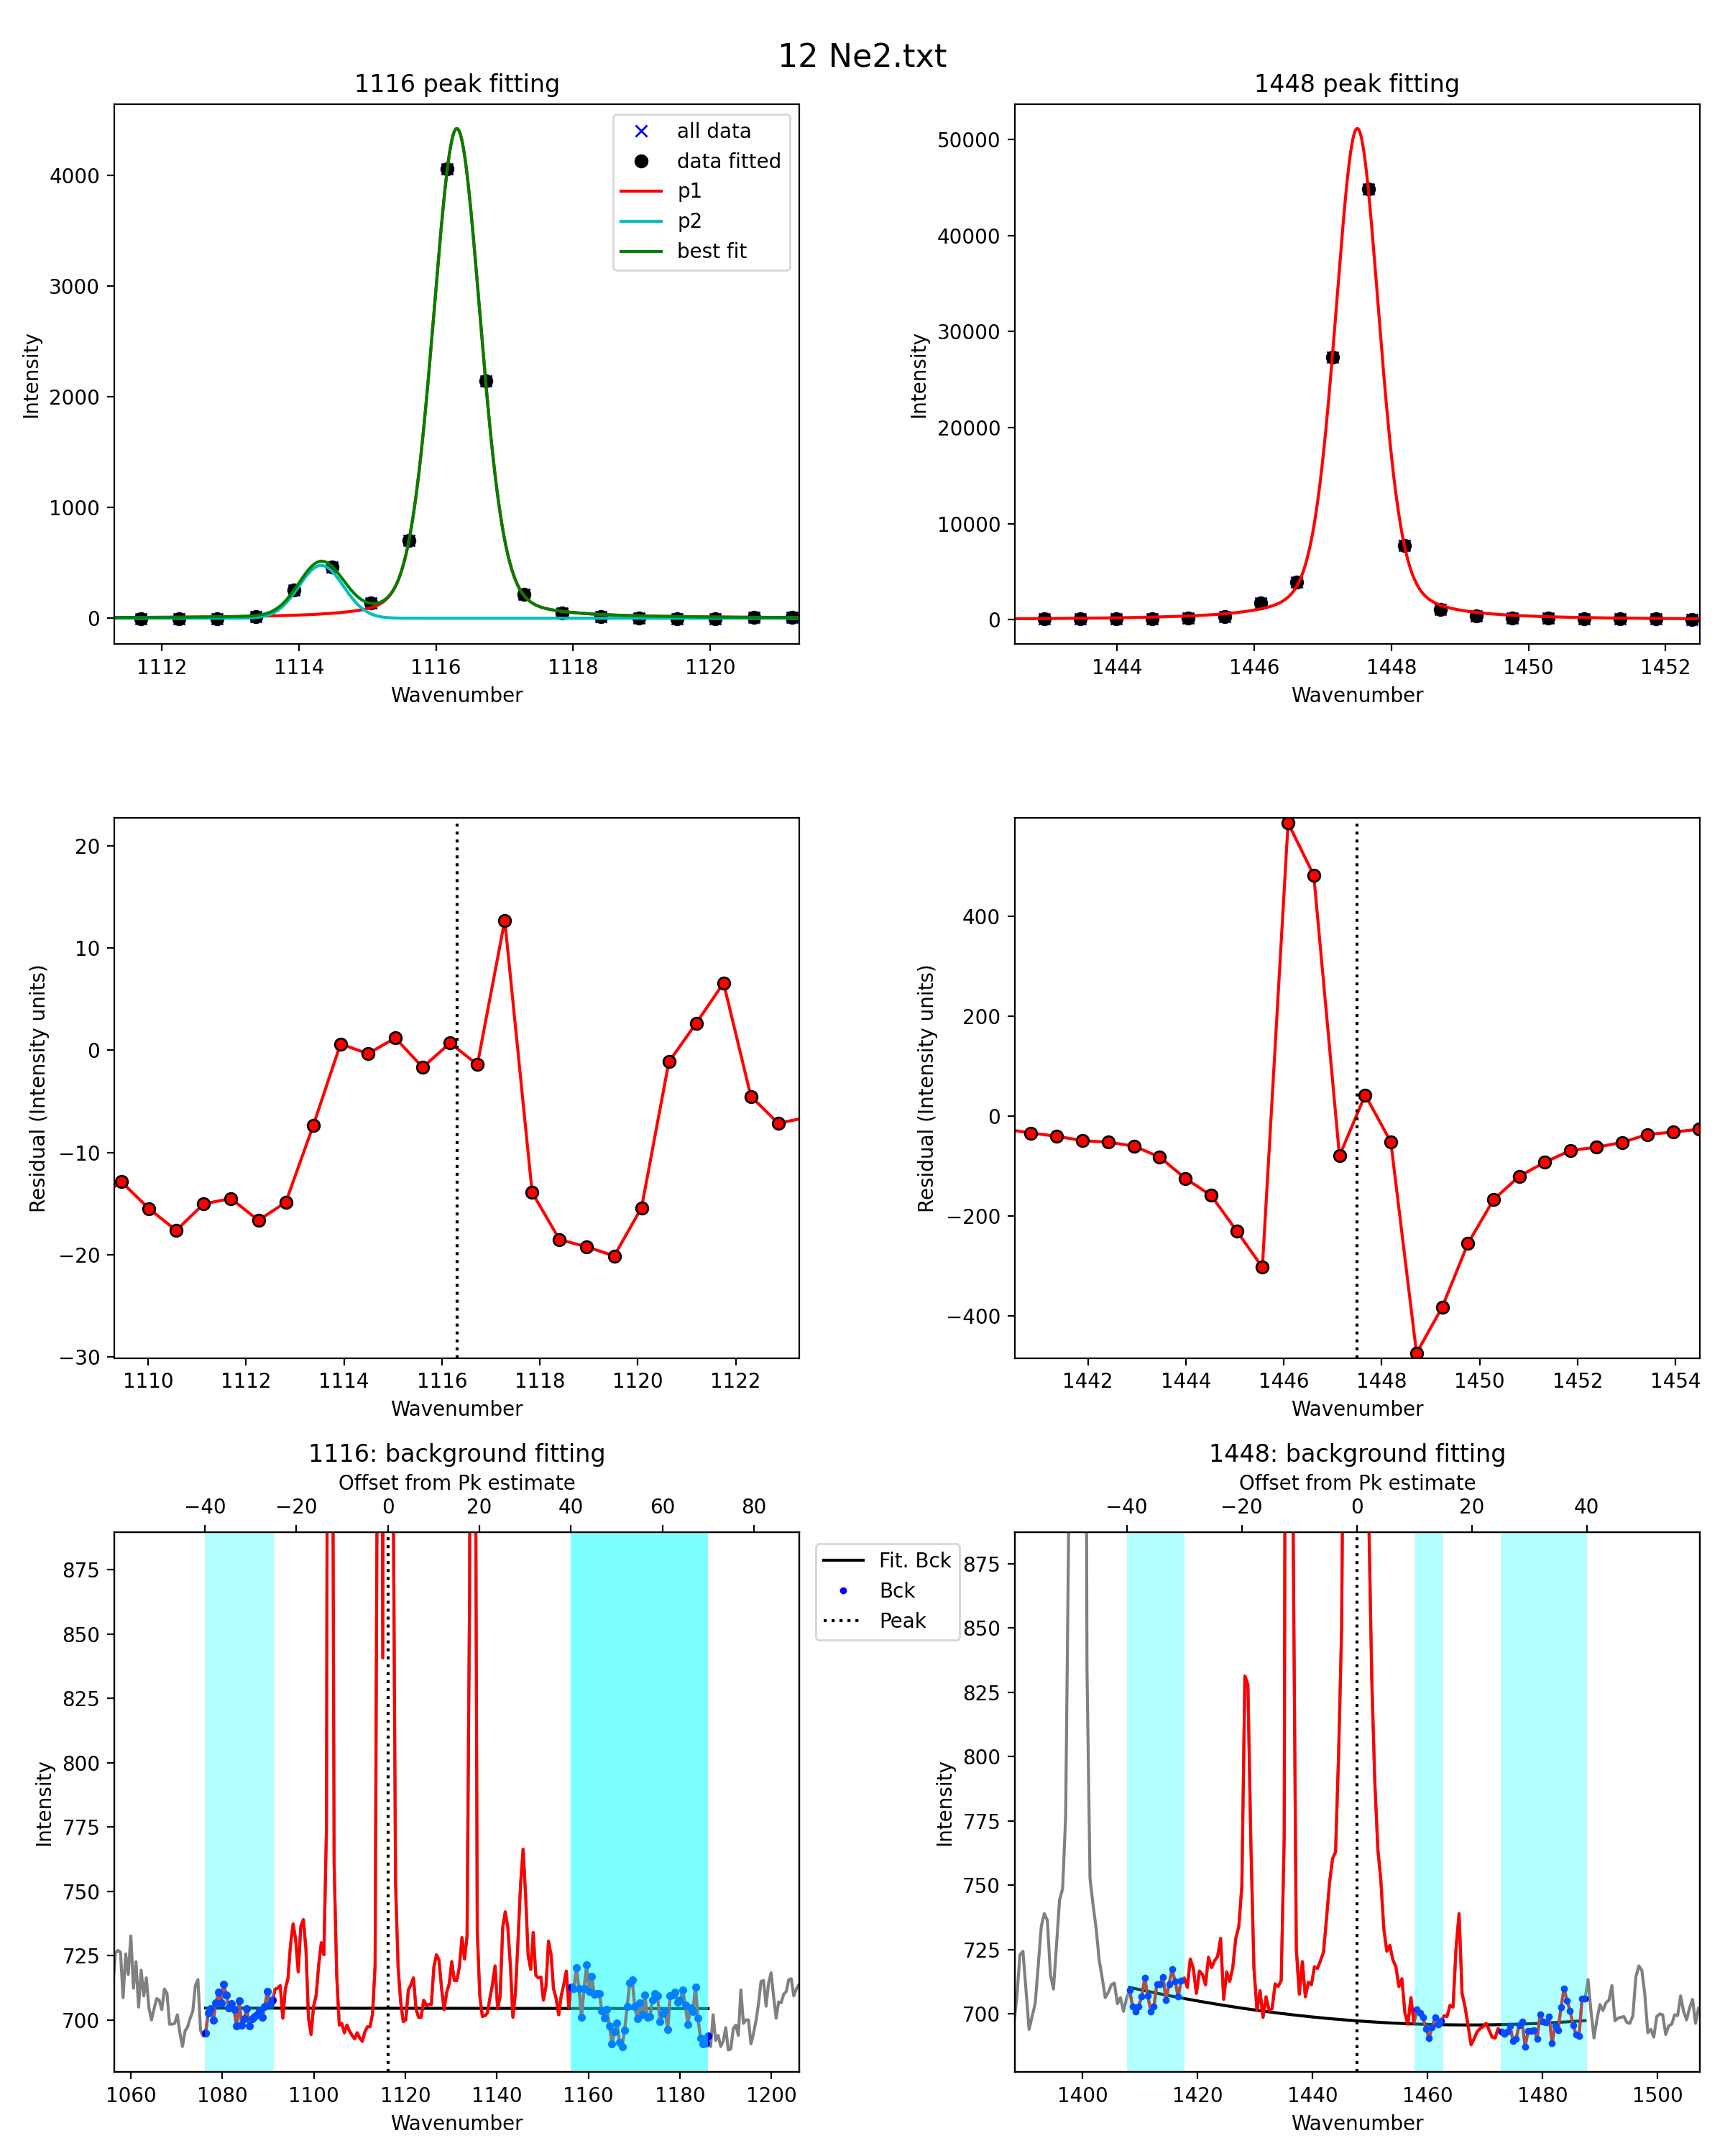 12 Ne2.txt
1116 peak fitting
1448 peak fitting
all data
data fitted
p1
p2
best fit
Intensity
0
1000
2000
3000
4000
1112 1114 1116 1118 1120
Wavenumber
Intensity
0
10000
20000
30000
40000
50000
1444 1446 1448 1450 1452
Wavenumber
Residual (Intensity units)
20
10
0
−10
−20
−30
1110 1112 1114 1116 1118 1120 1122
Wavenumber
Residual (Intensity units)
400
200
0
−200
−400
1442 1444 1446 1448 1450 1452 1454
Wavenumber
1116: background fitting
Offset from Pk estimate
−40 −20 0 20 40 60 80
Intensity
875
850
825
800
775
750
725
700
1060 1080 1100 1120 1140 1160 1180 1200
Wavenumber
Fit. Bck
Bck
Peak
1448: background fitting
Offset from Pk estimate
−40 −20 0 20 40
Intensity
875
850
825
800
775
750
725
700
1400 1420 1440 1460 1480 1500
Wavenumber